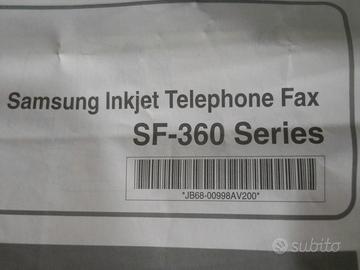 Samsung Inkjet Telephone Fax
SF-360 Series
*JB68-00998AV200*
subito